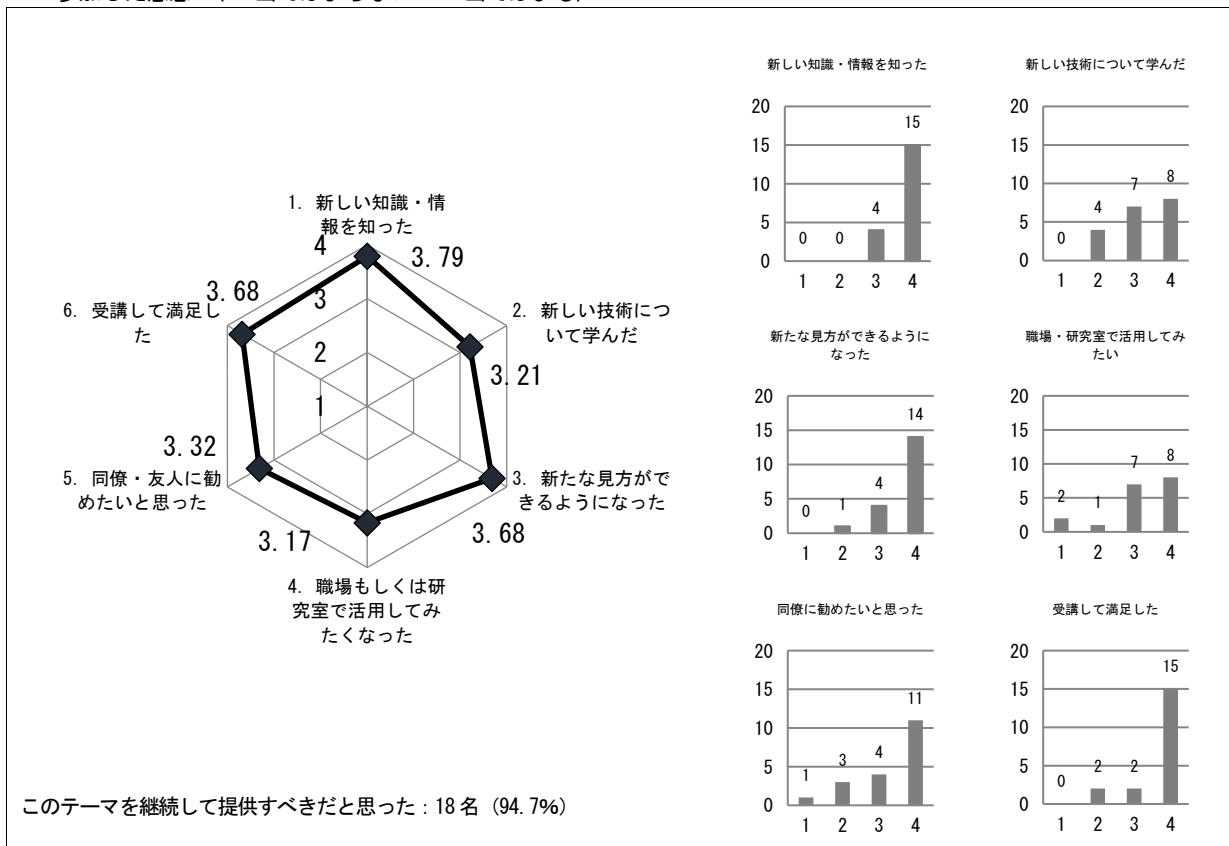 1. 新しい知識・情
報を知った
4
3.79
3.68
3
6. 受講して満足し
た
2. 新しい技術につ
いて学んだ
2
3.21
1
3.32
5. 同僚・友人に勧
めたいと思った
3. 新たな見方がで
きるようになった
3.17
3.68
4. 職場もしくは研
究室で活用してみ
たくなった
このテーマを継続して提供すべきだと思った：18名（94.7%）
新しい知識・情報を知った
20
15
10
5
0
0
0
4
15
1 2 3 4
新しい技術について学んだ
20
15
10
5
0
0
4
7
8
1 2 3 4
新たな見方ができるように
なった
20
15
10
5
0
0
1
4
14
1 2 3 4
職場・研究室で活用してみ
たい
20
15
10
5
0
2
1
7
8
1 2 3 4
同僚に勧めたいと思った
20
15
10
5
0
1
3
4
11
1 2 3 4
受講して満足した
20
15
10
5
0
0
2
2
15
1 2 3 4